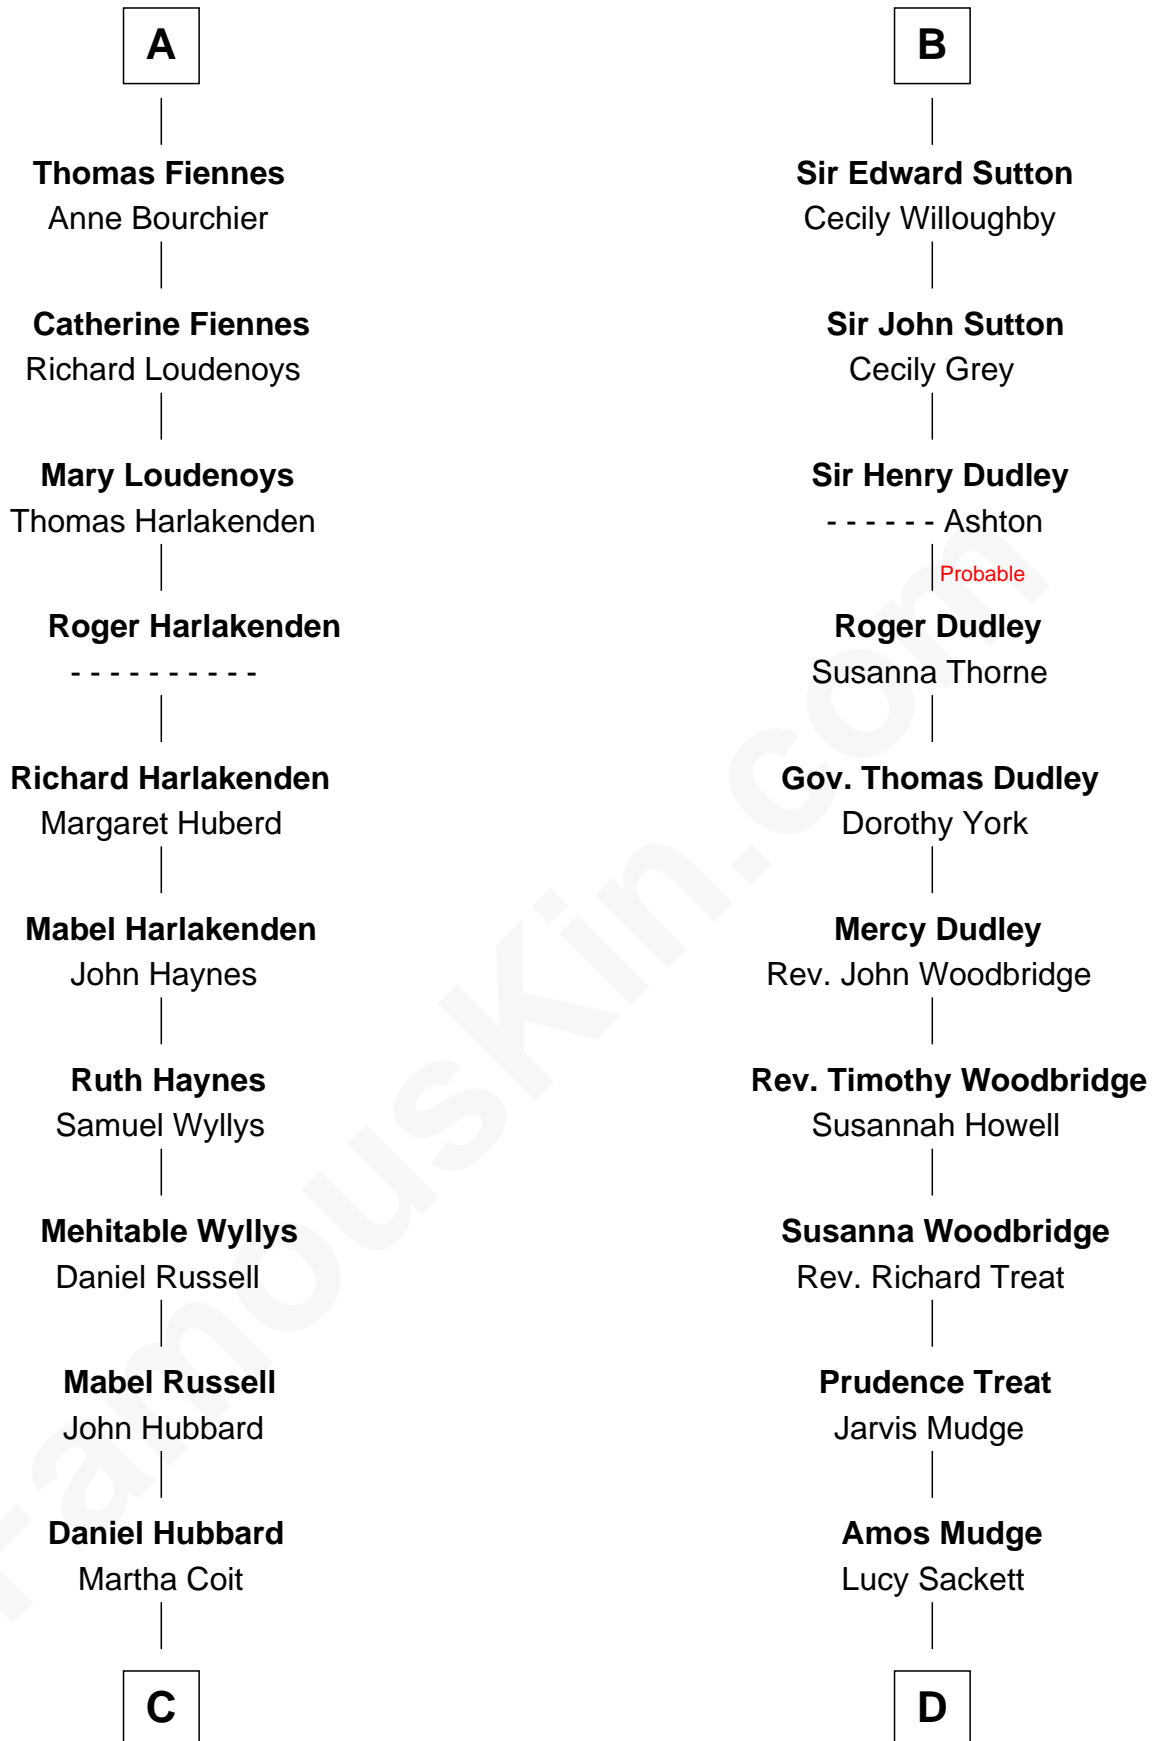 A
Thomas Fiennes
Anne Bourchier
Catherine Fiennes
Richard Loudenoys
Mary Loudenoys
Thomas Harlakenden
Roger Harlakenden
- - - - - - - - - -
Richard Harlakenden
Margaret Huberd
Mabel Harlakenden
John Haynes
Ruth Haynes
Samuel Wyllys
Mehitable Wyllys
Daniel Russell
Mabel Russell
John Hubbard
Daniel Hubbard
Martha Coit
C
B
Sir Edward Sutton
Cecily Willoughby
Sir John Sutton
Cecily Grey
Sir Henry Dudley
- - - - - - Ashton
Probable
Roger Dudley
Susanna Thorne
Gov. Thomas Dudley
Dorothy York
Mercy Dudley
Rev. John Woodbridge
Rev. Timothy Woodbridge
Susannah Howell
Susanna Woodbridge
Rev. Richard Treat
Prudence Treat
Jarvis Mudge
Amos Mudge
Lucy Sackett
D
FamousKin.com